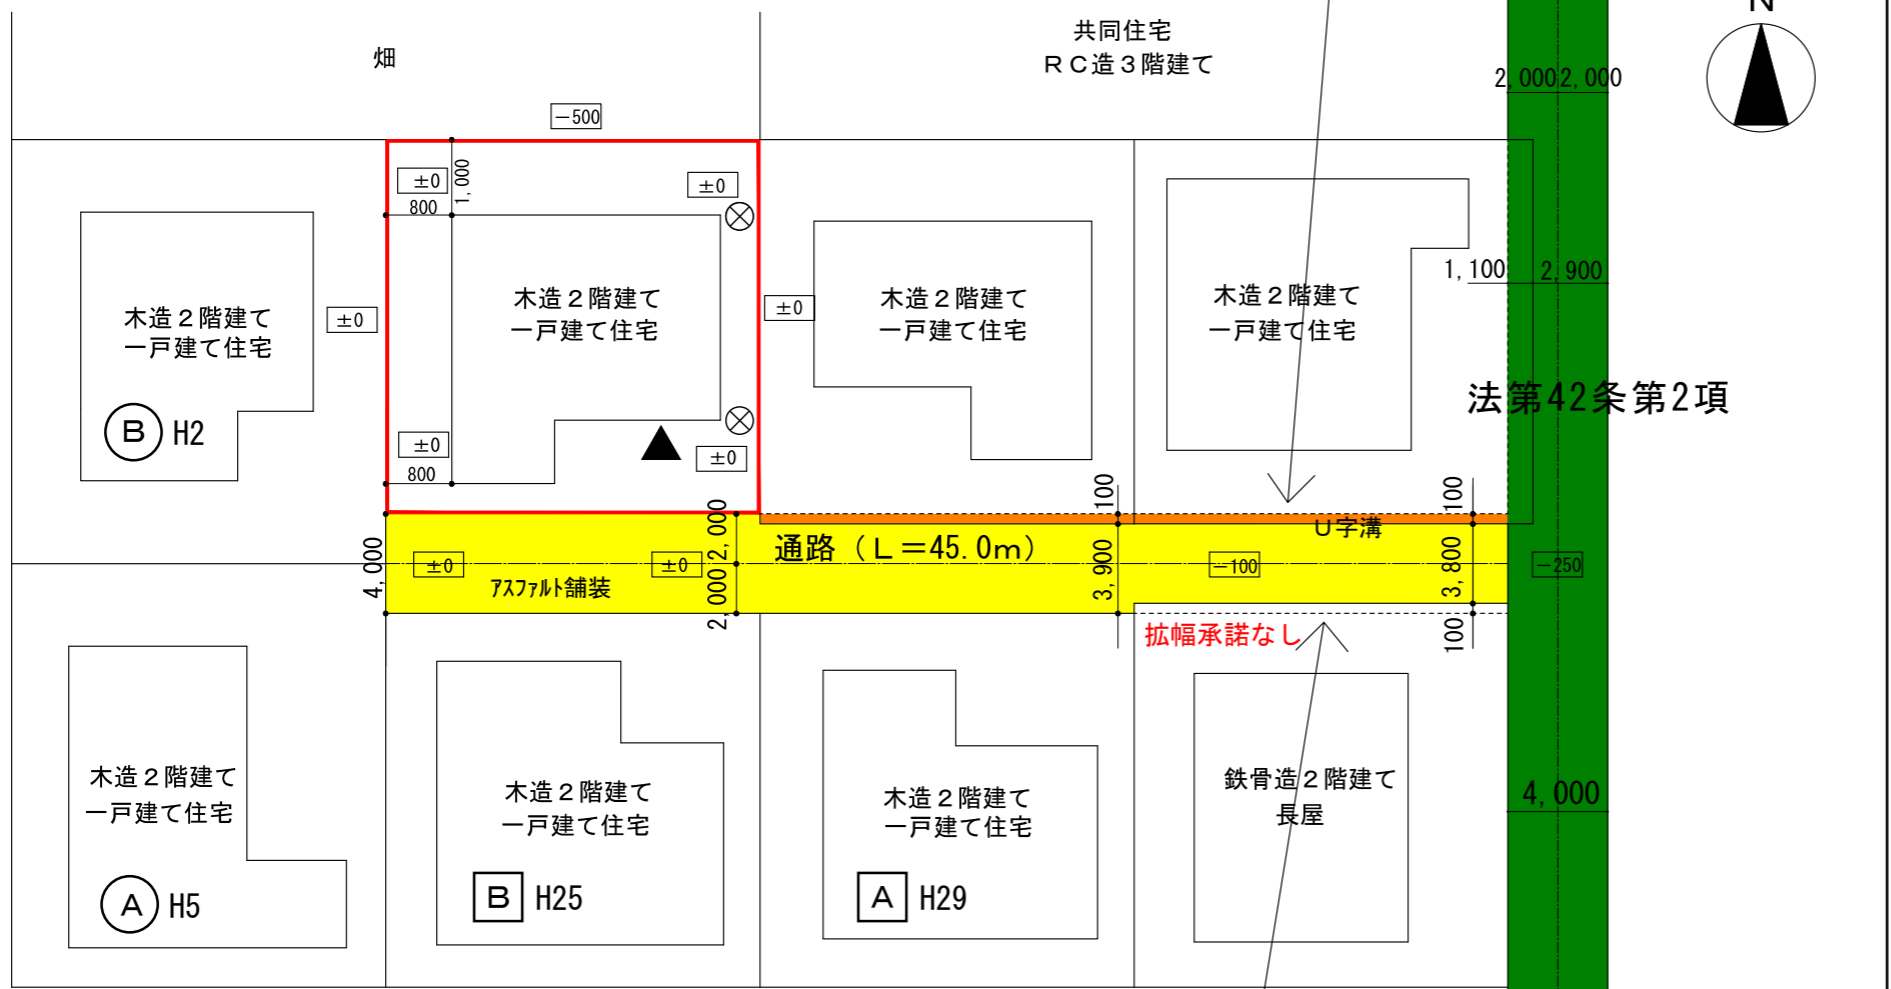 N
共同住宅
ＲＣ造３階建て
畑
2,000 2,000
－500
±0
1,000
±0
800
木造２階建て
一戸建て住宅
±0
木造２階建て
一戸建て住宅
±0
木造２階建て
一戸建て住宅
木造２階建て
一戸建て住宅
1,100
2,900
法第42条第2項
B H2
±0
800
±0
100
100
U字溝
通路（Ｌ＝45.0ｍ）
4,000
±0
±0
2,000
2,000
アスファルト舗装
3,900
－100
3,800
－250
拡幅承諾なし
100
木造２階建て
一戸建て住宅
木造２階建て
一戸建て住宅
木造２階建て
一戸建て住宅
鉄骨造２階建て
長屋
4,000
A H5
B H25
A H29